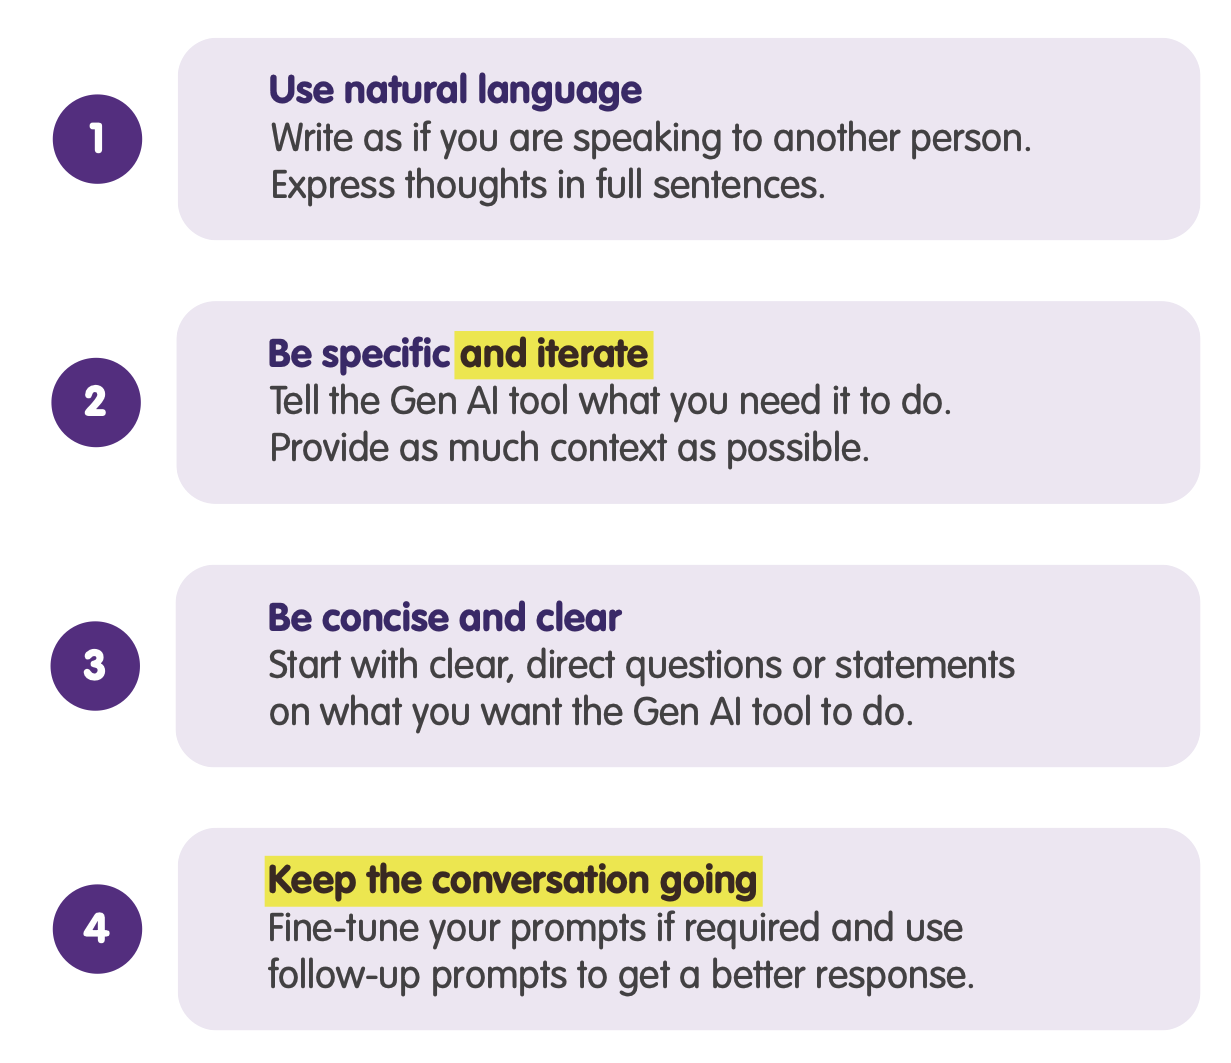 1
Use natural language
Write as if you are speaking to another person.
Express thoughts in full sentences.
2
Be specific and iterate
Tell the Gen AI tool what you need it to do.
Provide as much context as possible.
3
Be concise and clear
Start with clear, direct questions or statements
on what you want the Gen AI tool to do.
4
Keep the conversation going
Fine-tune your prompts if required and use
follow-up prompts to get a better response.